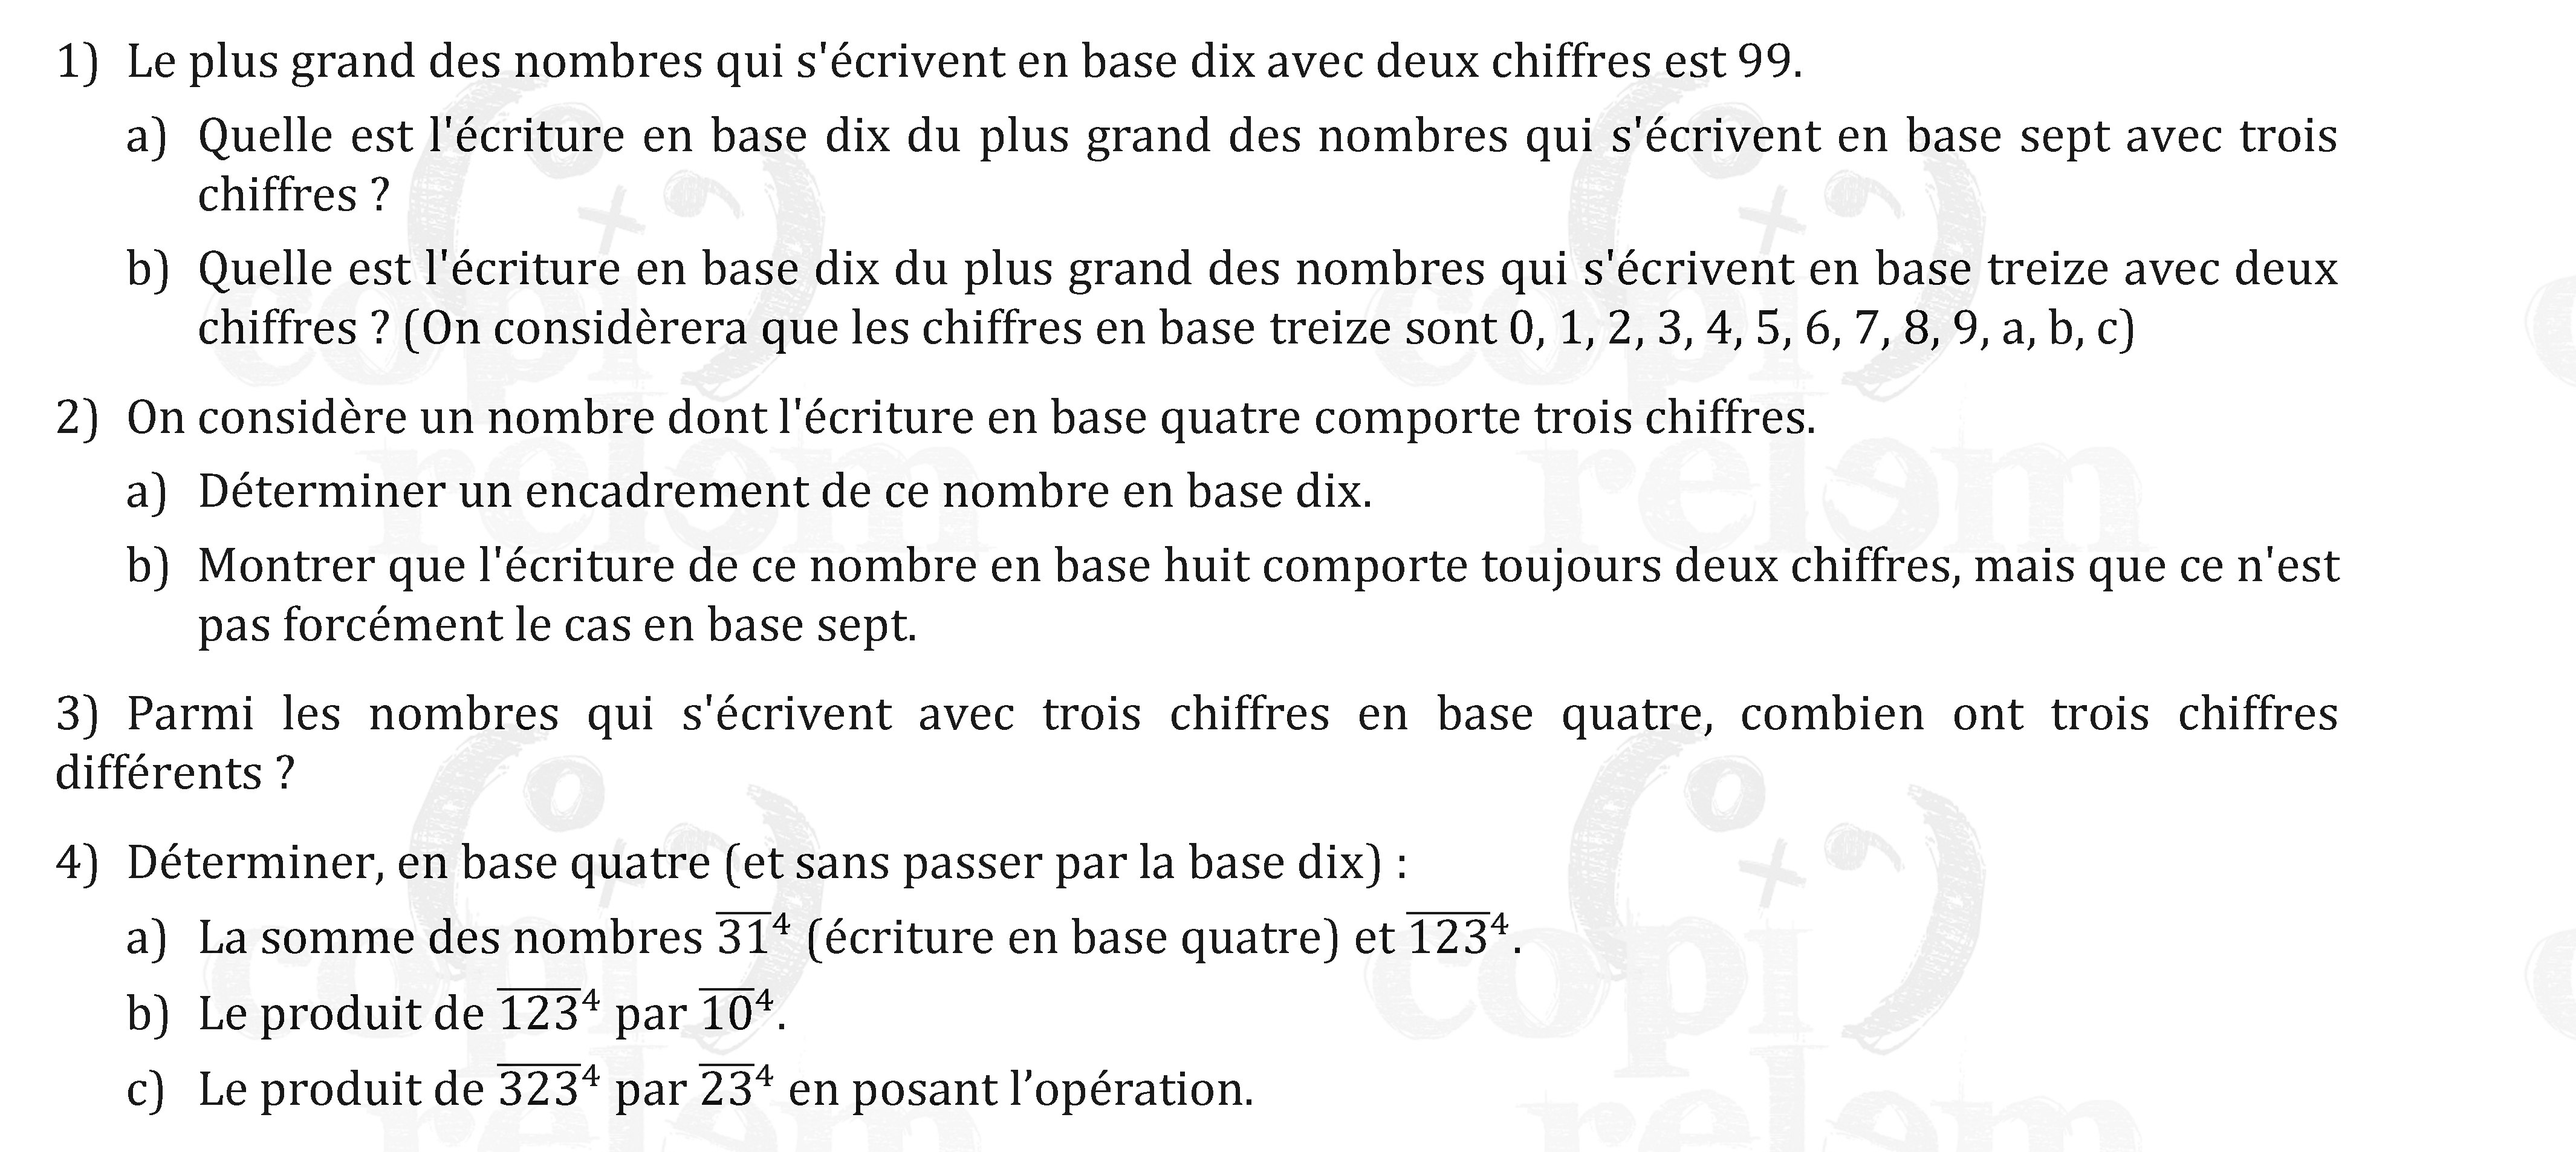 1) Le plus grand des nombres qui s'écrivent en base dix avec deux chiffres est 99.
a) Quelle est l'écriture en base dix du plus grand des nombres qui s'écrivent en base sept avec trois
chiffres ?
b) Quelle est l'écriture en base dix du plus grand des nombres qui s'écrivent en base treize avec deux
chiffres ? (On considèrera que les chiffres en base treize sont 0, 1, 2, 3, 4, 5, 6, 7, 8, 9, a, b, c)
2) On considère un nombre dont l'écriture en base quatre comporte trois chiffres.
a) Déterminer un encadrement de ce nombre en base dix.
b) Montrer que l'écriture de ce nombre en base huit comporte toujours deux chiffres, mais que ce n'est
pas forcément le cas en base sept.
3) Parmi les nombres qui s'écrivent avec trois chiffres en base quatre, combien ont trois chiffres
différents ?
4) Déterminer, en base quatre (et sans passer par la base dix) :
a) La somme des nombres $\overline{31}^4$ (écriture en base quatre) et $\overline{123}^4$.
b) Le produit de $\overline{123}^4$ par $\overline{10}^4$.
c) Le produit de $\overline{323}^4$ par $\overline{23}^4$ en posant l’opération.
copi
relem
copi
relem
copi
relem
copi
relem